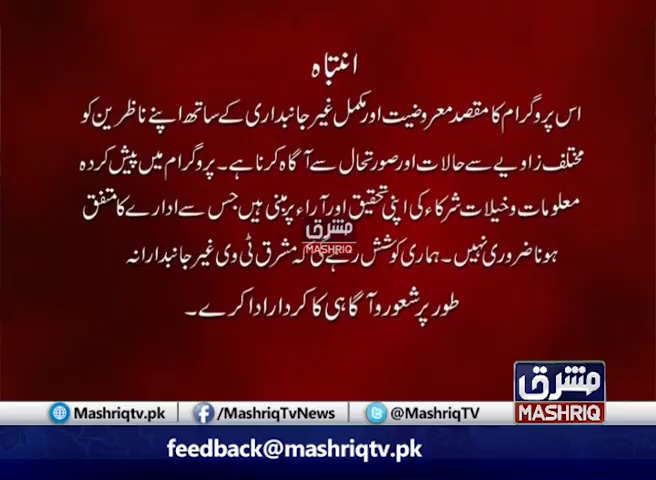 انتباہ
اس پروگرام کا مقصد معروضیت اور مکمل غیر جانبداری کے ساتھ اپنے ناظرین کو
مختلف زاویے سے حالات اور صورتحال سے آگاہ کرنا ہے۔ پروگرام میں پیش کردہ
معلومات و خیلات شرکاء کی اپنی تحقیق اور آراء پر مبنی ہیں جس سے ادارے کا متفق
مشرق
MASHRIQ
ہونا ضروری نہیں۔ ہماری کوشش رہے گی کہ مشرق ٹی وی غیر جانبدارانہ
طور پر شعور و آگاہی کا کردار ادا کرے۔
مشرق
MASHRIQ
Mashriqtv.pk /MashriqTvNews @MashriqTV
feedback@mashriqtv.pk